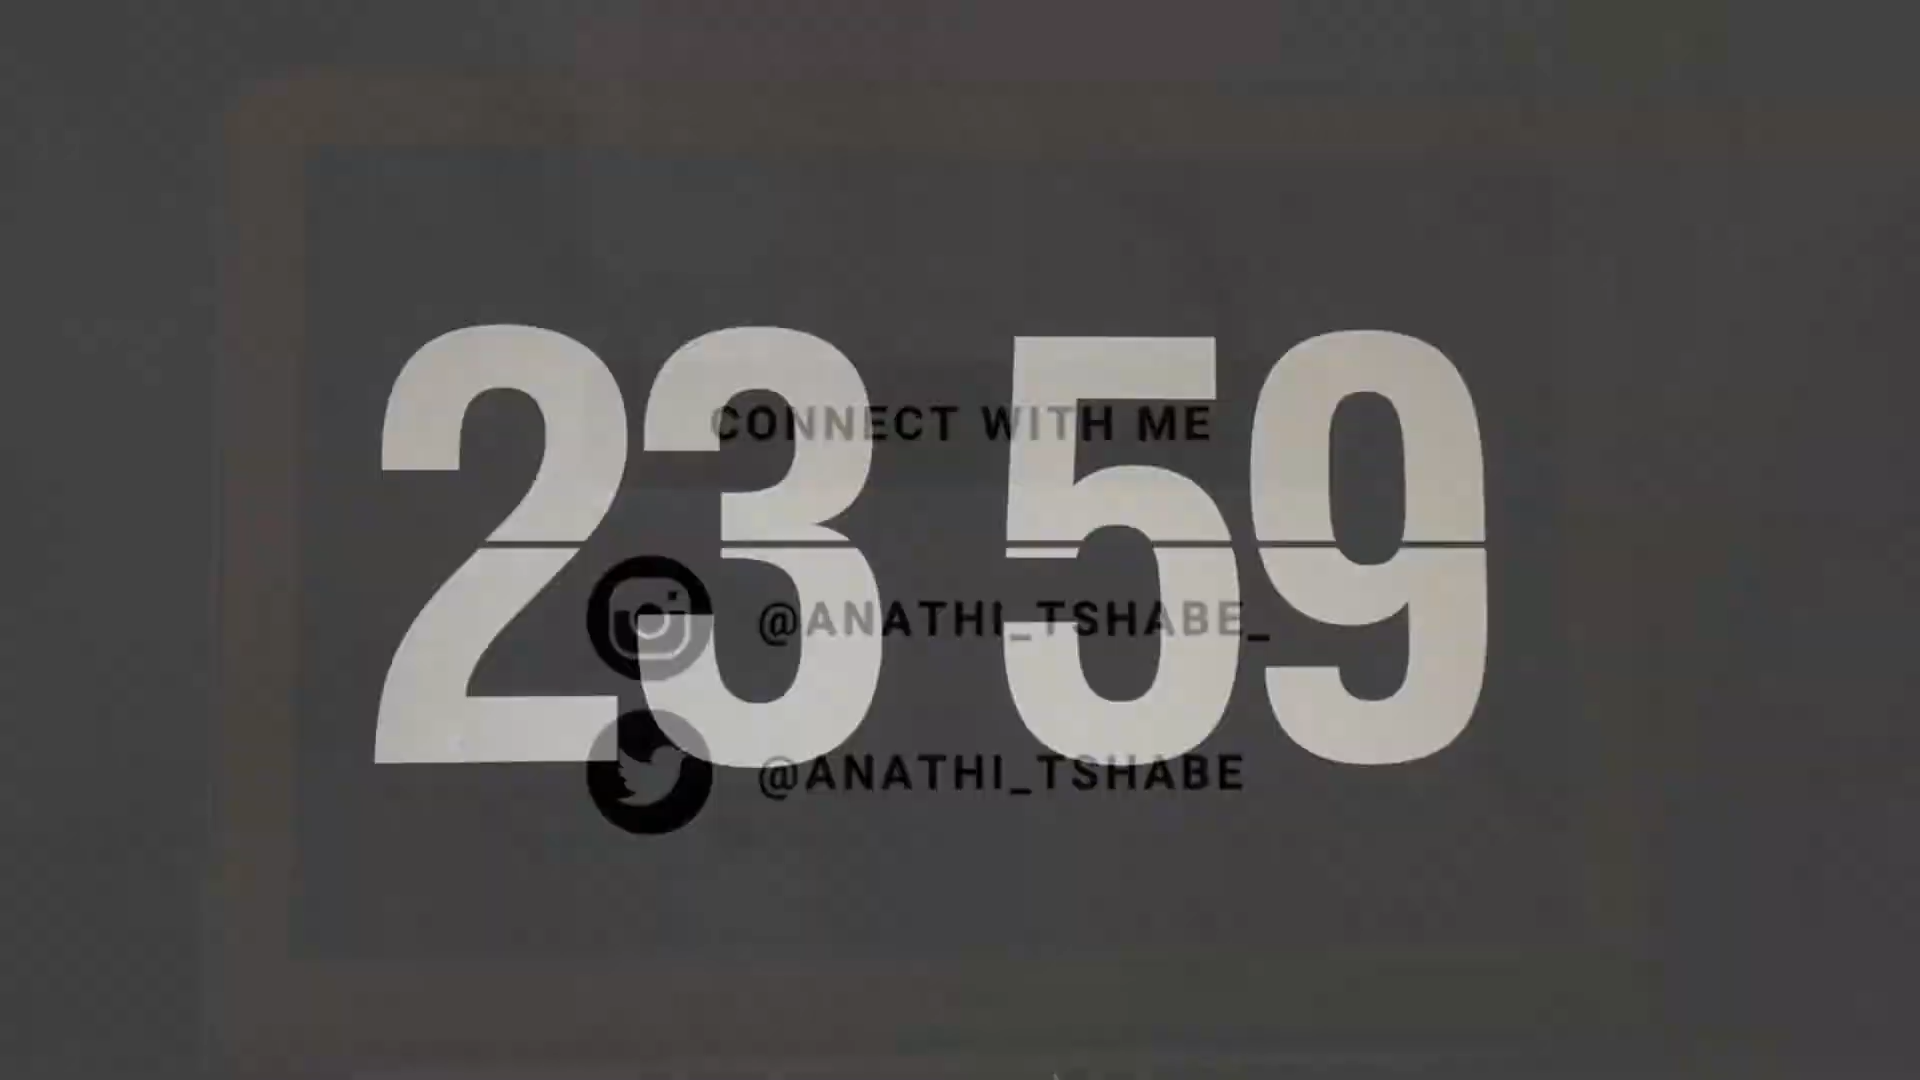 23 59
CONNECT WITH ME
@ANATHI_TSHABE_
@ANATHI_TSHABE